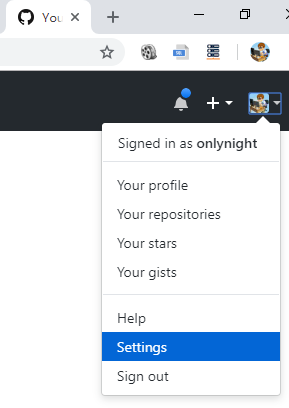 You
Signed in as onlynight
Your profile
Your repositories
Your stars
Your gists
Help
Settings
Sign out